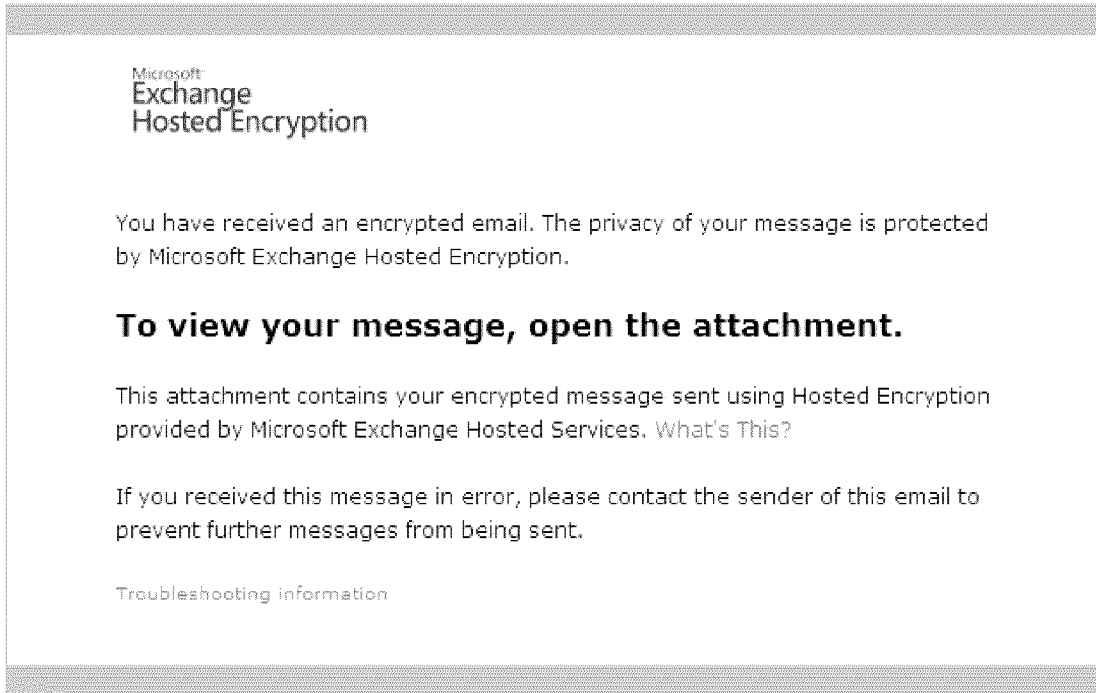 Microsoft
Exchange
Hosted Encryption
You have received an encrypted email. The privacy of your message is protected
by Microsoft Exchange Hosted Encryption.
To view your message, open the attachment.
This attachment contains your encrypted message sent using Hosted Encryption
provided by Microsoft Exchange Hosted Services. What's This?
If you received this message in error, please contact the sender of this email to
prevent further messages from being sent.
Troubleshooting information